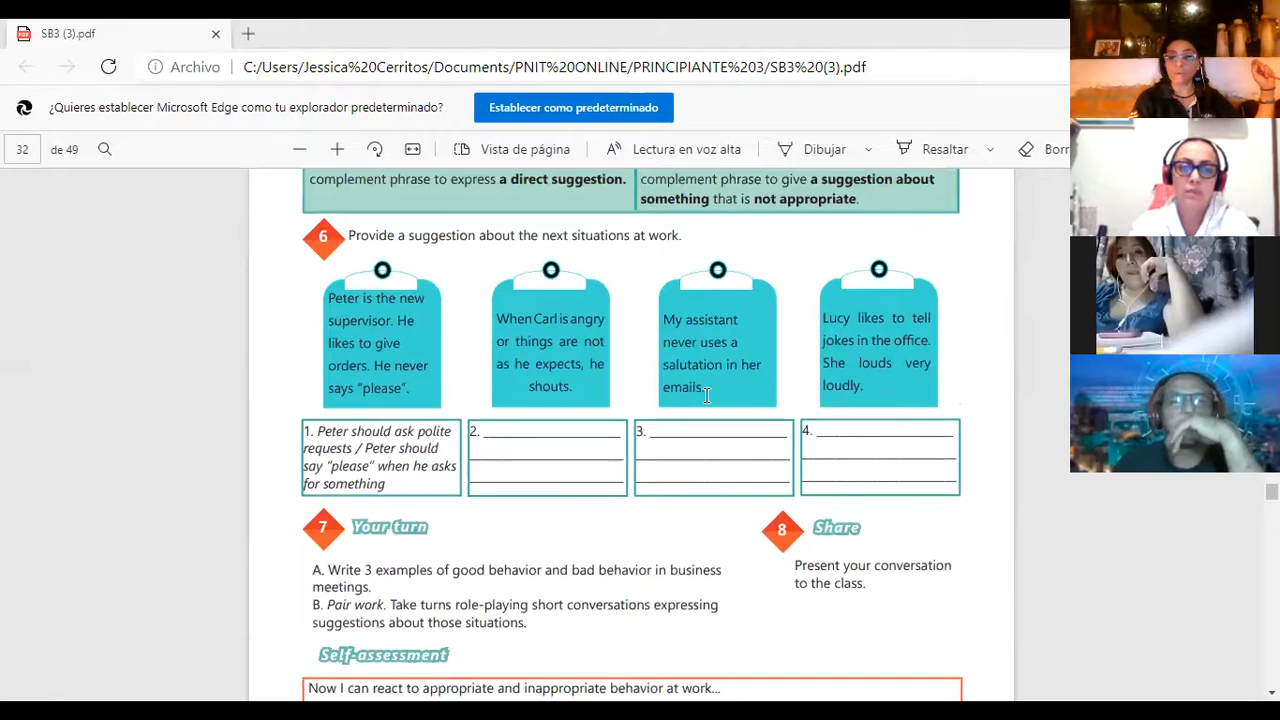 SB3 (3).pdf
Archivo C:/Users/Jessica%20Cerritos/Documents/PNIT%20ONLINE/PRINCIPIANTE%203/SB3%20(3).pdf
¿Quieres establecer Microsoft Edge como tu explorador predeterminado? Establecer como predeterminado
32 de 49 Vista de página Lectura en voz alta Dibujar Resaltar Borr
complement phrase to express a direct suggestion.
complement phrase to give a suggestion about
something that is not appropriate.
6 Provide a suggestion about the next situations at work.
Peter is the new
supervisor. He
likes to give
orders. He never
says "please".
When Carl is angry
or things are not
as he expects, he
shouts.
My assistant
never uses a
salutation in her
emails.
Lucy likes to tell
jokes in the office.
She louds very
loudly.
1. Peter should ask polite
requests / Peter should
say "please" when he asks
for something
2. ____________________
3. ____________________
4. ____________________
7 Your turn
A. Write 3 examples of good behavior and bad behavior in business
meetings.
B. Pair work. Take turns role-playing short conversations expressing
suggestions about those situations.
8 Share
Present your conversation
to the class.
Self-assessment
Now I can react to appropriate and inappropriate behavior at work...